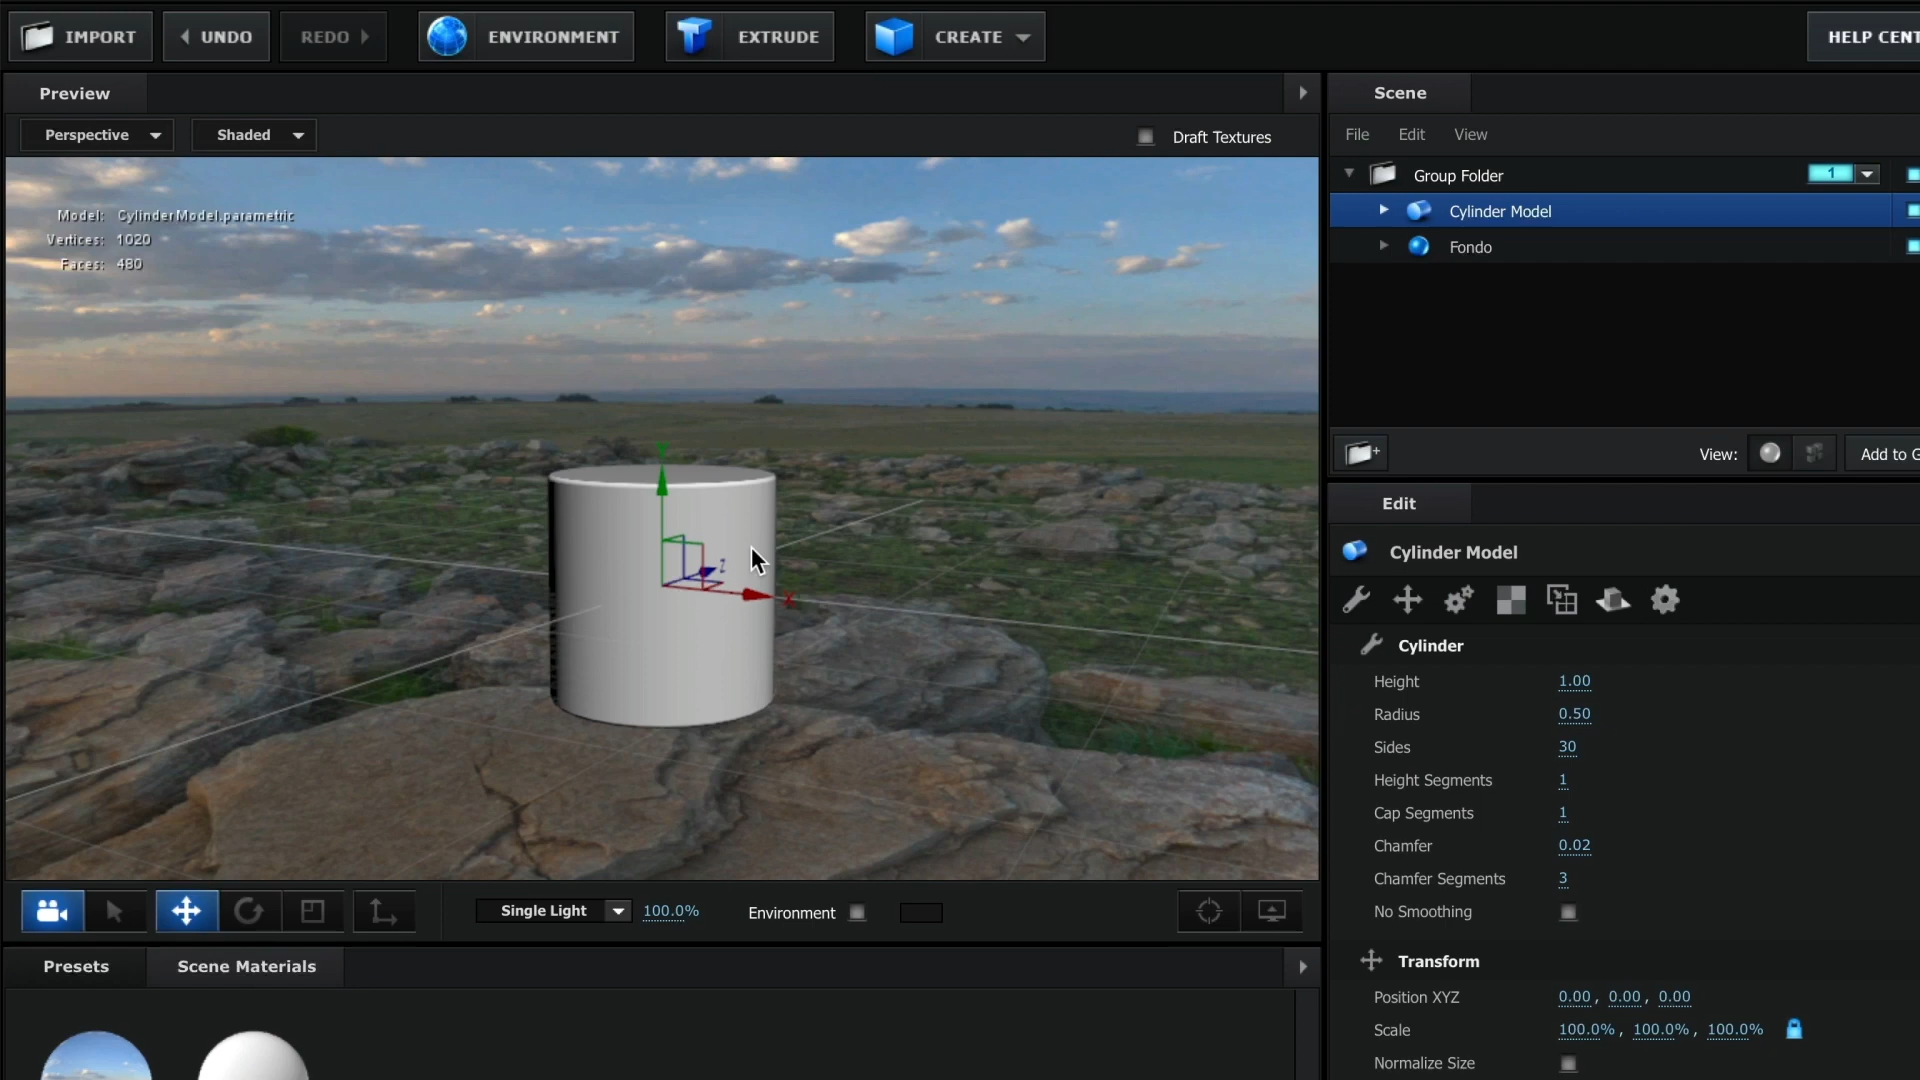 IMPORT
UNDO
REDO
ENVIRONMENT
EXTRUDE
CREATE
HELP CENT
Preview
Perspective
Shaded
Draft Textures
Model: CylinderModel.parametric
Vertices: 1020
Faces: 480
Y
Z
X
Single Light
100.0%
Environment
Presets
Scene Materials
Scene
File Edit View
Group Folder
1
Cylinder Model
Fondo
View:
Add to G
Edit
Cylinder Model
Cylinder
Height 1.00
Radius 0.50
Sides 30
Height Segments 1
Cap Segments 1
Chamfer 0.02
Chamfer Segments 3
No Smoothing
Transform
Position XYZ 0.00, 0.00, 0.00
Scale 100.0%, 100.0%, 100.0%
Normalize Size